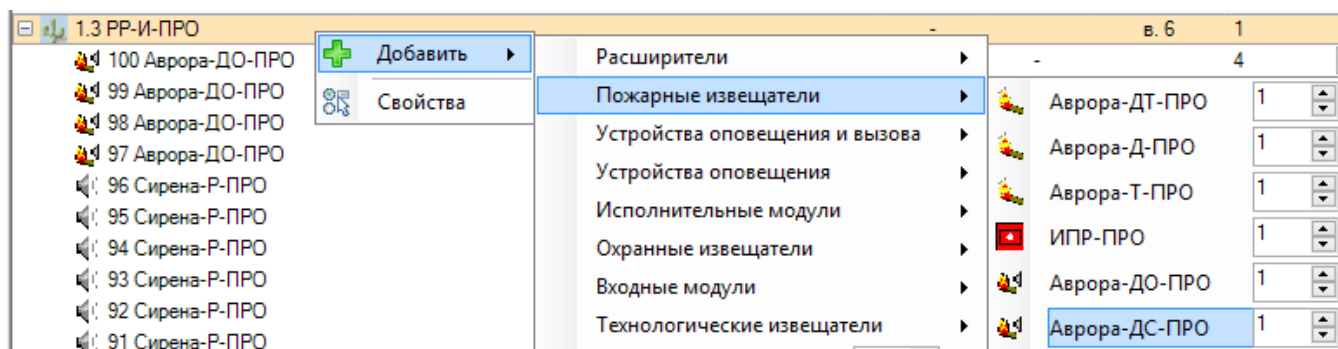 1.3 РР-И-ПРО - в. 6 1
100 Аврора-ДО-ПРО
99 Аврора-ДО-ПРО
98 Аврора-ДО-ПРО
97 Аврора-ДО-ПРО
96 Сирена-Р-ПРО
95 Сирена-Р-ПРО
94 Сирена-Р-ПРО
93 Сирена-Р-ПРО
92 Сирена-Р-ПРО
91 Сирена-Р-ПРО
Добавить
Свойства
Расширители
Пожарные извещатели
Устройства оповещения и вызова
Устройства оповещения
Исполнительные модули
Охранные извещатели
Входные модули
Технологические извещатели
- 4
Аврора-ДТ-ПРО 1
Аврора-Д-ПРО 1
Аврора-Т-ПРО 1
ИПР-ПРО 1
Аврора-ДО-ПРО 1
Аврора-ДС-ПРО 1